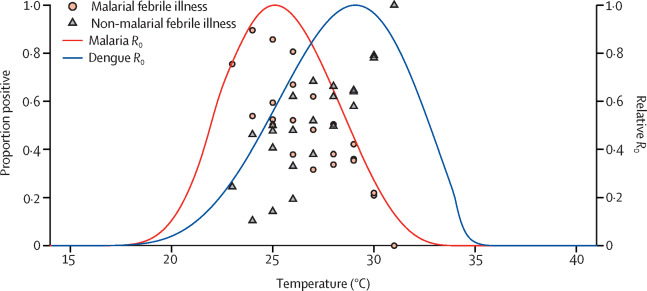 Malarial febrile illness
Non-malarial febrile illness
Malaria R0
Dengue R0
Proportion positive
1·0
0·8
0·6
0·4
0·2
0
15
20
25
30
35
40
Temperature (°C)
1·0
0·8
0·6
0·4
0·2
0
Relative R0